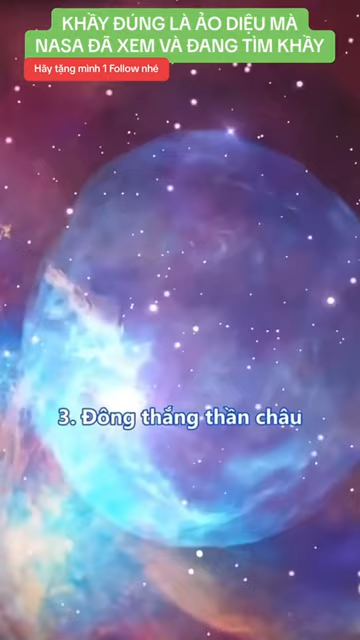 KHẦY ĐÚNG LÀ ẢO DIỆU MÀ
NASA ĐÃ XEM VÀ ĐANG TÌM KHẦY
Hãy tặng mình 1 Follow nhé
3. Đông thắng thần châu